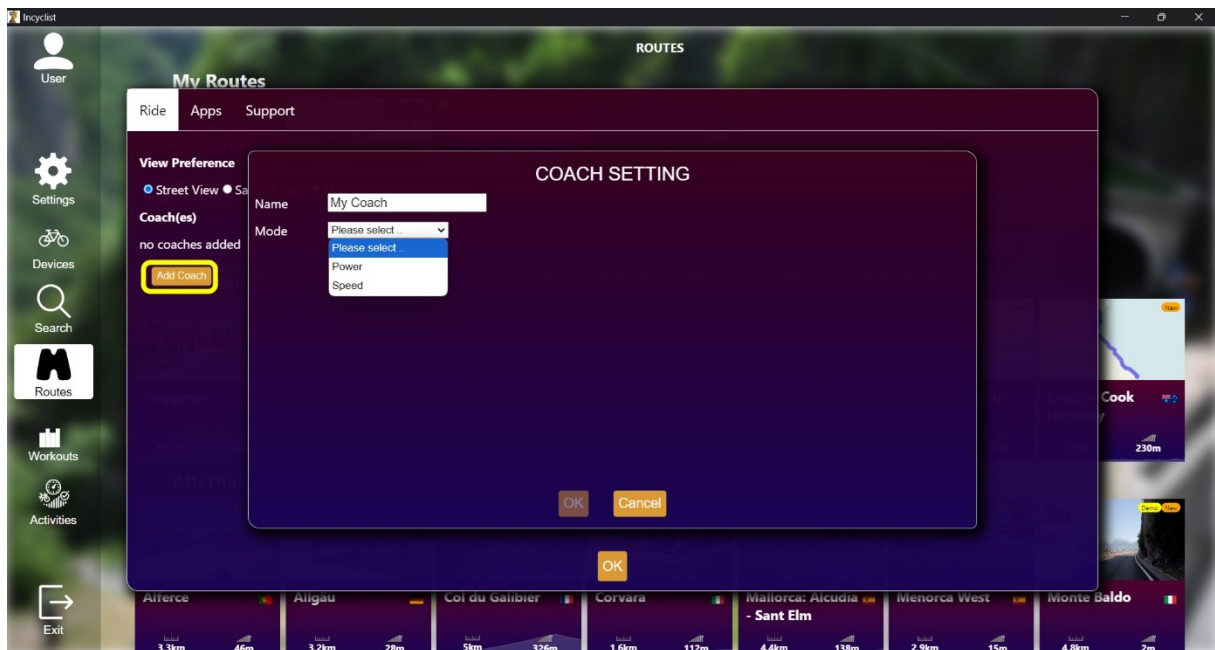 Incyclist
User
Settings
Devices
Search
Routes
Workouts
Activities
Exit
ROUTES
My Routes
Ride Apps Support
View Preference
Street View Sa
Coach(es)
no coaches added
Add Coach
COACH SETTING
Name My Coach
Mode Please select ..
Please select ..
Power
Speed
OK Cancel
OK
New
Cook
230m
Demo New
Alferce
3.3km 46m
Allgäu
3.2km 28m
Col du Galibier
5km 326m
Corvara
1.6km 112m
Mallorca: Alcudia
- Sant Elm
4.4km 138m
Menorca West
2.9km 15m
Monte Baldo
4.8km 2m